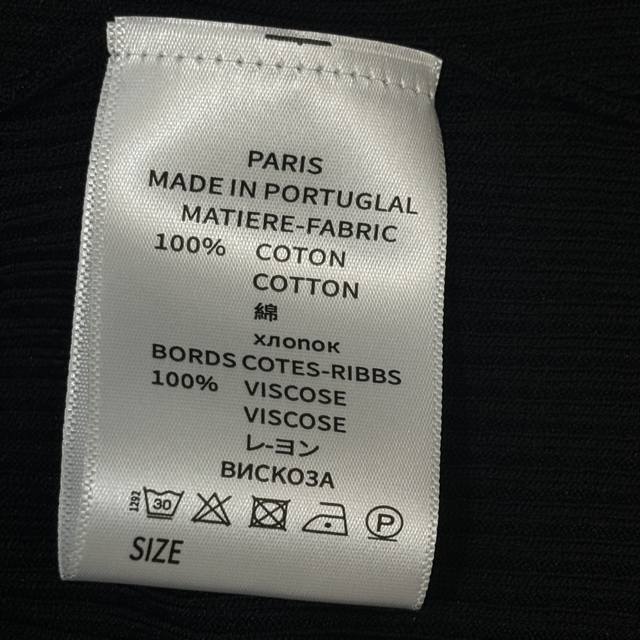 PARIS
MADE IN PORTUGLAL
MATIERE-FABRIC
100% COTON
COTTON
綿
хлопок
BORDS COTES-RIBBS
100% VISCOSE
VISCOSE
レ-ヨン
ВИСКОЗА
1292 30 P
SIZE